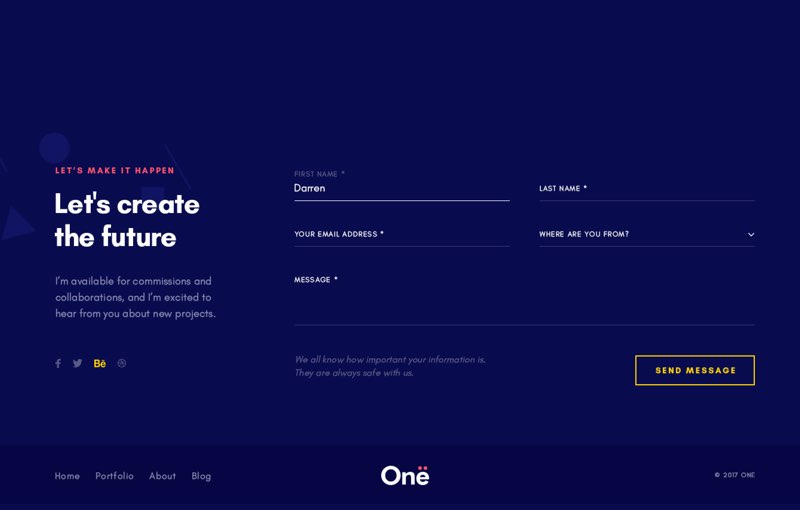 LET'S MAKE IT HAPPEN
Let's create
the future
I'm available for commissions and
collaborations, and I'm excited to
hear from you about new projects.
Bē
FIRST NAME *
Darren
LAST NAME *
YOUR EMAIL ADDRESS *
WHERE ARE YOU FROM?
MESSAGE *
We all know how important your information is.
They are always safe with us.
SEND MESSAGE
Home Portfolio About Blog
Onë
© 2017 ONE